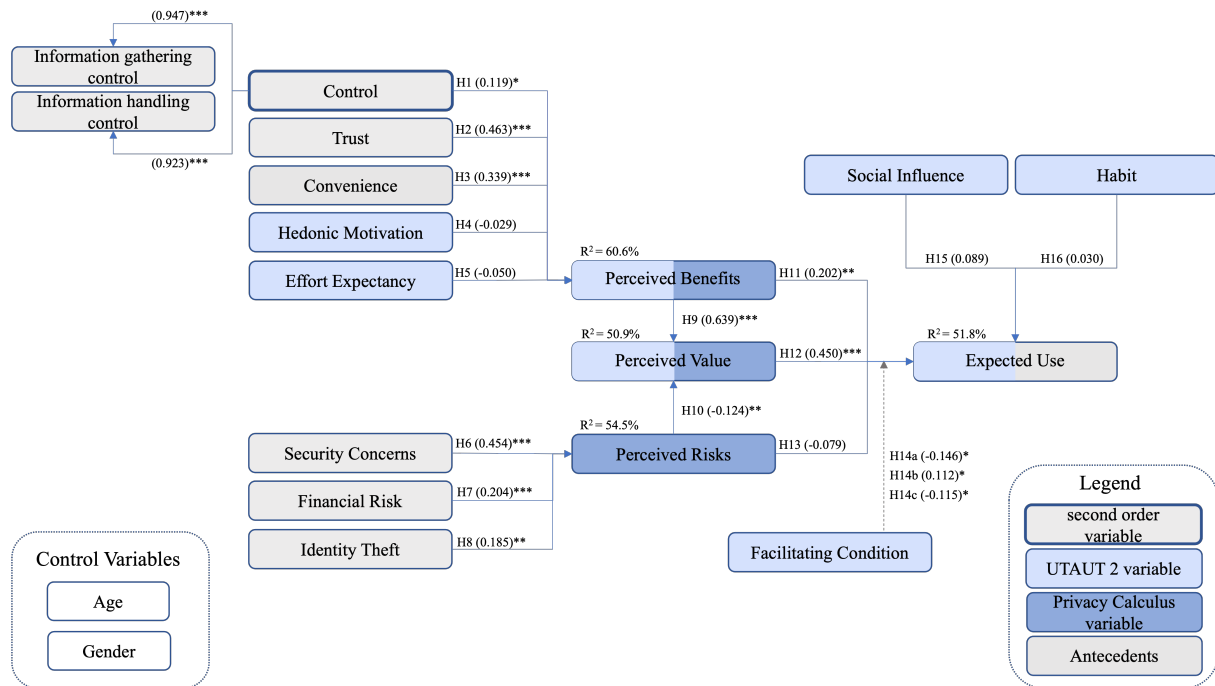 (0.947)***
Information gathering
control
Information handling
control
(0.923)***
Control
H1 (0.119)*
Trust
H2 (0.463)***
Convenience
H3 (0.339)***
Hedonic Motivation
H4 (-0.029)
Effort Expectancy
H5 (-0.050)
Social Influence
Habit
H15 (0.089)
H16 (0.030)
R² = 60.6%
Perceived Benefits
H11 (0.202)**
H9 (0.639)***
R² = 50.9%
Perceived Value
H12 (0.450)***
R² = 51.8%
Expected Use
H10 (-0.124)**
R² = 54.5%
Perceived Risks
H13 (-0.079)
Security Concerns
H6 (0.454)***
Financial Risk
H7 (0.204)***
Identity Theft
H8 (0.185)**
H14a (-0.146)*
H14b (0.112)*
H14c (-0.115)*
Facilitating Condition
Control Variables
Age
Gender
Legend
second order
variable
UTAUT 2 variable
Privacy Calculus
variable
Antecedents